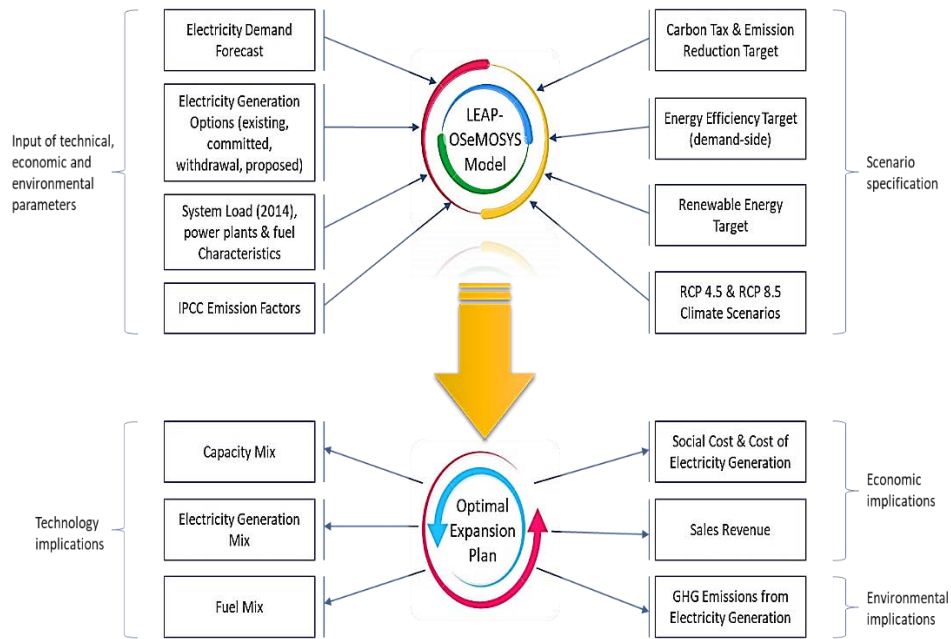 Input of technical,
economic and
environmental
parameters
Electricity Demand
Forecast
Electricity Generation
Options (existing,
committed,
withdrawal, proposed)
System Load (2014),
power plants & fuel
Characteristics
IPCC Emission Factors
LEAP-
OSeMOSYS
Model
Carbon Tax & Emission
Reduction Target
Energy Efficiency Target
(demand-side)
Renewable Energy
Target
RCP 4.5 & RCP 8.5
Climate Scenarios
Scenario
specification
Technology
implications
Capacity Mix
Electricity Generation
Mix
Fuel Mix
Optimal
Expansion
Plan
Social Cost & Cost of
Electricity Generation
Sales Revenue
GHG Emissions from
Electricity Generation
Economic
implications
Environmental
implications